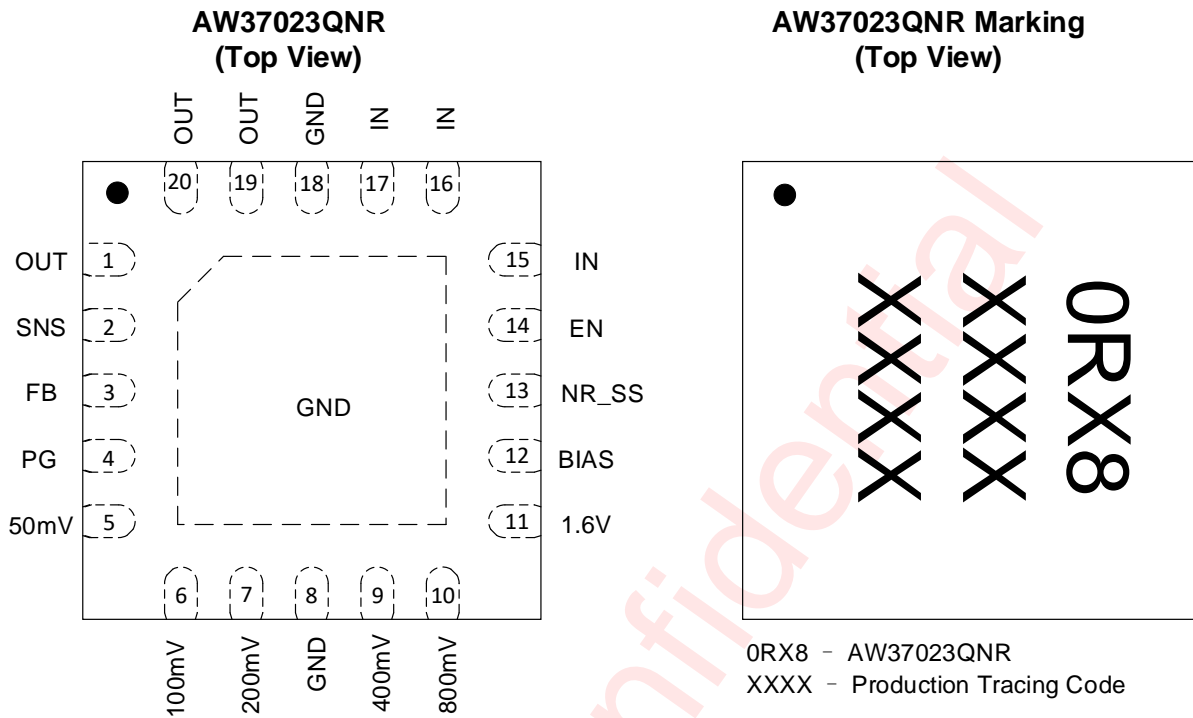 AW37023QNR
(Top View)
OUT OUT GND IN IN
20 19 18 17 16
OUT 1
SNS 2
FB 3
PG 4
50mV 5
15 IN
14 EN
13 NR_SS
12 BIAS
11 1.6V
GND
6 7 8 9 10
100mV 200mV GND 400mV 800mV
AW37023QNR Marking
(Top View)
0RX8
XXXX
XXXX
0RX8 - AW37023QNR
XXXX - Production Tracing Code
nfidential